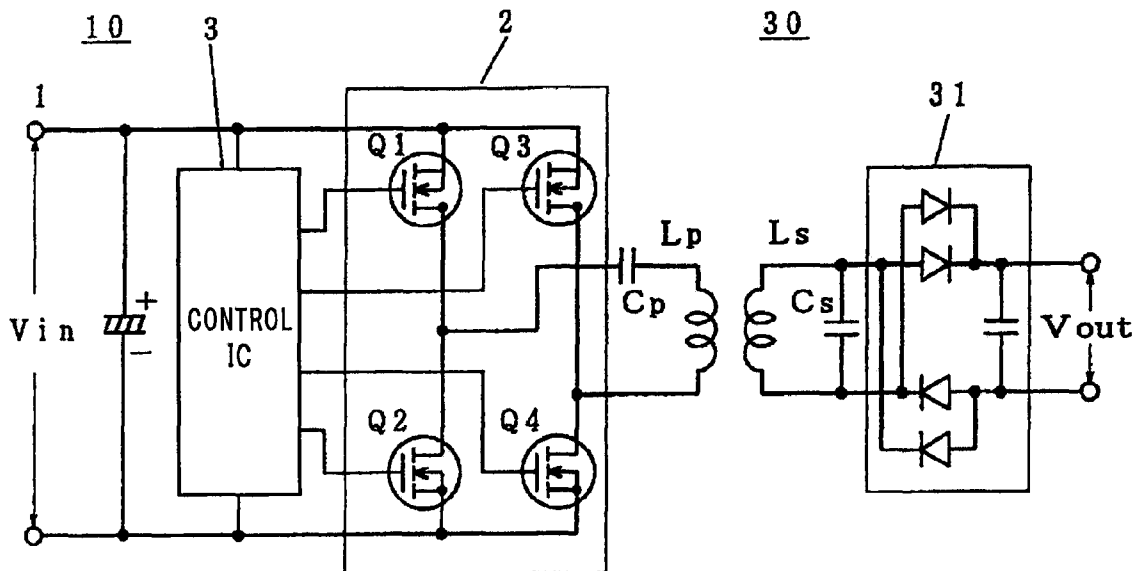 10
3
2
30
1
31
Q1
Q3
Lp
Ls
Cp
Cs
+
Vin
CONTROL
IC
Vout
-
Q2
Q4